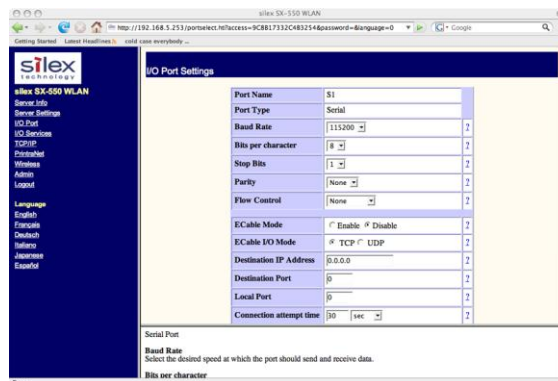 silex SX-550 WLAN
http://192.168.5.253/portselect.htl?access=9C8B17332C483254&password=&language=0
Google
Getting Started Latest Headlines cold case everybody ...
silex
technology
silex SX-550 WLAN
Server Info
Server Settings
I/O Port
I/O Services
TCP/IP
PrintraNet
Wireless
Admin
Logout
Language
English
Français
Deutsch
Italiano
Japanese
Español
I/O Port Settings
Port Name S1
Port Type Serial
Baud Rate 115200 ?
Bits per character 8 ?
Stop Bits 1 ?
Parity None ?
Flow Control None ?
ECable Mode Enable Disable ?
ECable I/O Mode TCP UDP ?
Destination IP Address 0.0.0.0 ?
Destination Port 0 ?
Local Port 0 ?
Connection attempt time 30 sec ?
Serial Port
Baud Rate
Select the desired speed at which the port should send and receive data.
Bits per character